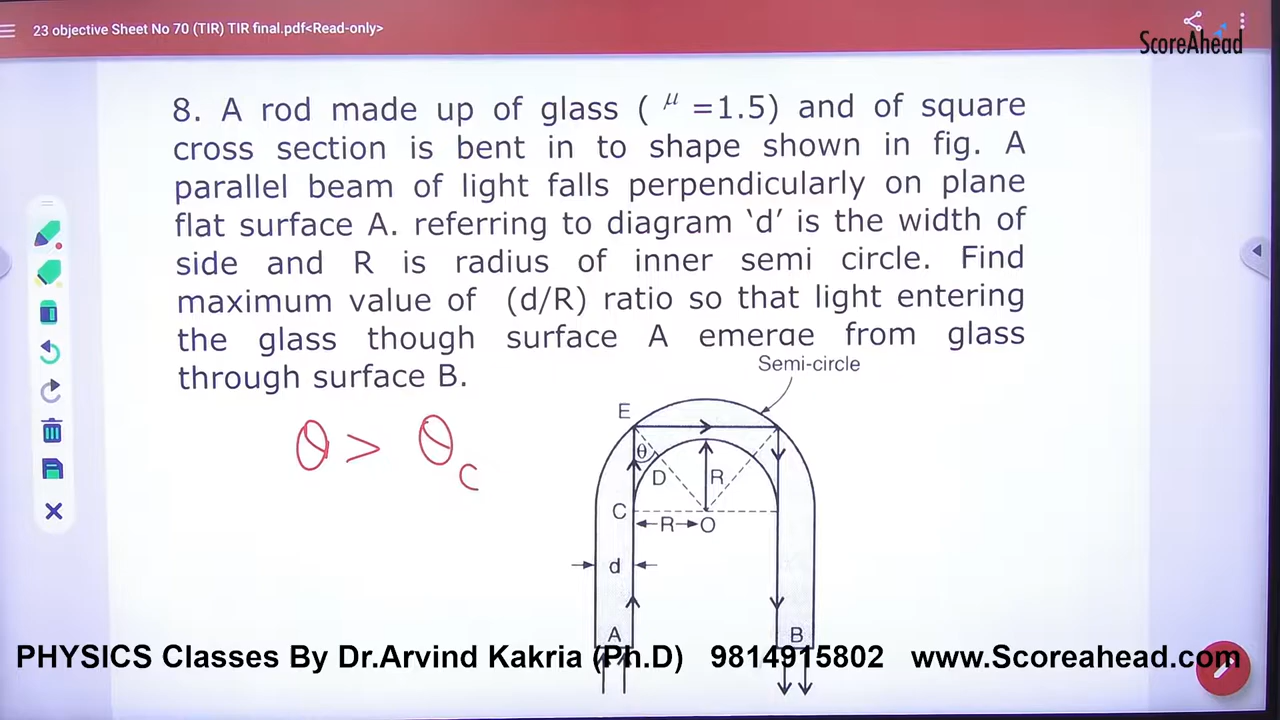 23 objective Sheet No 70 (TIR) TIR final.pdf<Read-only>
ScoreAhead
8. A rod made up of glass ( μ =1.5) and of square
cross section is bent in to shape shown in fig. A
parallel beam of light falls perpendicularly on plane
flat surface A. referring to diagram ‘d’ is the width of
side and R is radius of inner semi circle. Find
maximum value of (d/R) ratio so that light entering
the glass though surface A emerge from glass
through surface B.
Semi-circle
θ > θc
E
θ
D
R
C
R
O
d
A
B
PHYSICS Classes By Dr.Arvind Kakria (Ph.D) 9814915802 www.Scoreahead.com